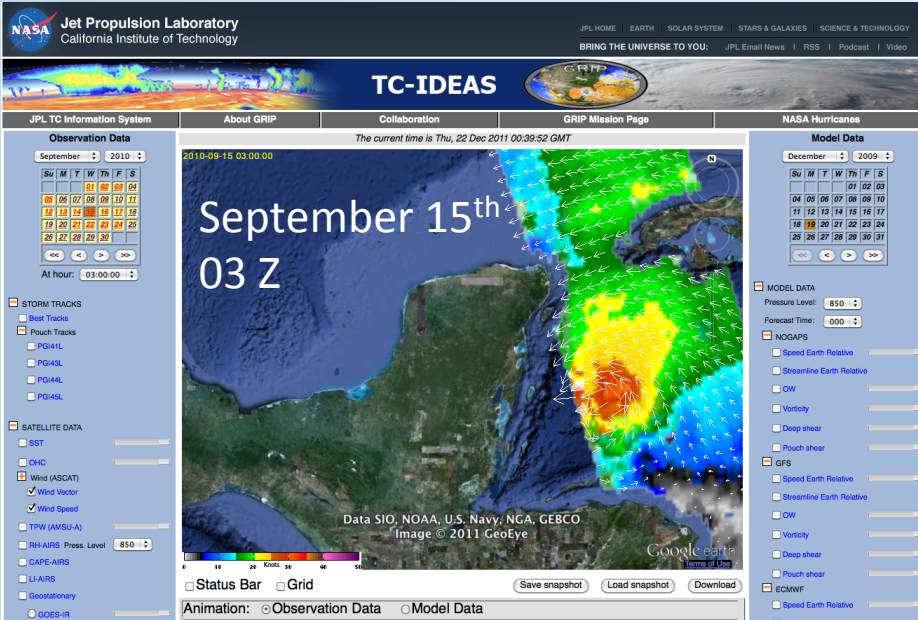 NASA
Jet Propulsion Laboratory
California Institute of Technology
JPL HOME | EARTH | SOLAR SYSTEM | STARS & GALAXIES | SCIENCE & TECHNOLOGY
BRING THE UNIVERSE TO YOU: JPL Email News | RSS | Podcast | Video
TC-IDEAS
GRIP
JPL TC Information System
About GRIP
Collaboration
GRIP Mission Page
NASA Hurricanes
Observation Data
September 2010
Su M T W Th F S
01 02 03 04
05 06 07 08 09 10 11
12 13 14 15 16 17 18
19 20 21 22 23 24 25
26 27 28 29 30
<< < > >>
At hour: 03:00:00
STORM TRACKS
Best Tracks
Pouch Tracks
PGI41L
PGI43L
PGI44L
PGI45L
SATELLITE DATA
SST
OHC
Wind (ASCAT)
Wind Vector
Wind Speed
TPW (AMSU-A)
RH-AIRS Press. Level 850
CAPE-AIRS
LI-AIRS
Geostationary
GOES-IR
The current time is Thu, 22 Dec 2011 00:39:52 GMT
2010-09-15 03:00:00
N
September 15th
03 Z
Data SIO, NOAA, U.S. Navy, NGA, GEBCO
Image © 2011 GeoEye
Google earth
Terms of Use
0 10 20 Knots 30 40 50
Status Bar Grid
Save snapshot
Load snapshot
Download
Animation: Observation Data Model Data
Model Data
December 2009
Su M T W Th F S
01 02 03
04 05 06 07 08 09 10
11 12 13 14 15 16 17
18 19 20 21 22 23 24
25 26 27 28 29 30 31
<< < > >>
MODEL DATA
Pressure Level: 850
Forecast Time: 000
NOGAPS
Speed Earth Relative
Streamline Earth Relative
OW
Vorticity
Deep shear
Pouch shear
GFS
Speed Earth Relative
Streamline Earth Relative
OW
Vorticity
Deep shear
Pouch shear
ECMWF
Speed Earth Relative